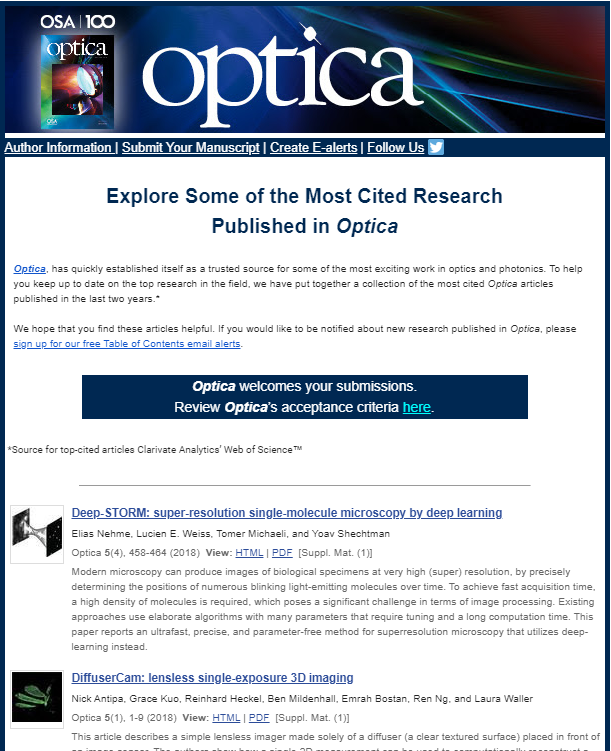 OSA | 100
optica
OSA
optica
Author Information | Submit Your Manuscript | Create E-alerts | Follow Us
Explore Some of the Most Cited Research
Published in Optica
Optica, has quickly established itself as a trusted source for some of the most exciting work in optics and photonics. To help
you keep up to date on the top research in the field, we have put together a collection of the most cited Optica articles
published in the last two years.*
We hope that you find these articles helpful. If you would like to be notified about new research published in Optica, please
sign up for our free Table of Contents email alerts.
Optica welcomes your submissions.
Review Optica's acceptance criteria here.
*Source for top-cited articles Clarivate Analytics' Web of Science™
Deep-STORM: super-resolution single-molecule microscopy by deep learning
Elias Nehme, Lucien E. Weiss, Tomer Michaeli, and Yoav Shechtman
Optica 5(4), 458-464 (2018) View: HTML | PDF [Suppl. Mat. (1)]
Modern microscopy can produce images of biological specimens at very high (super) resolution, by precisely
determining the positions of numerous blinking light-emitting molecules over time. To achieve fast acquisition time,
a high density of molecules is required, which poses a significant challenge in terms of image processing. Existing
approaches use elaborate algorithms with many parameters that require tuning and a long computation time. This
paper reports an ultrafast, precise, and parameter-free method for superresolution microscopy that utilizes deep-
learning instead.
DiffuserCam: lensless single-exposure 3D imaging
Nick Antipa, Grace Kuo, Reinhard Heckel, Ben Mildenhall, Emrah Bostan, Ren Ng, and Laura Waller
Optica 5(1), 1-9 (2018) View: HTML | PDF [Suppl. Mat. (1)]
This article describes a simple lensless imager made solely of a diffuser (a clear textured surface) placed in front of